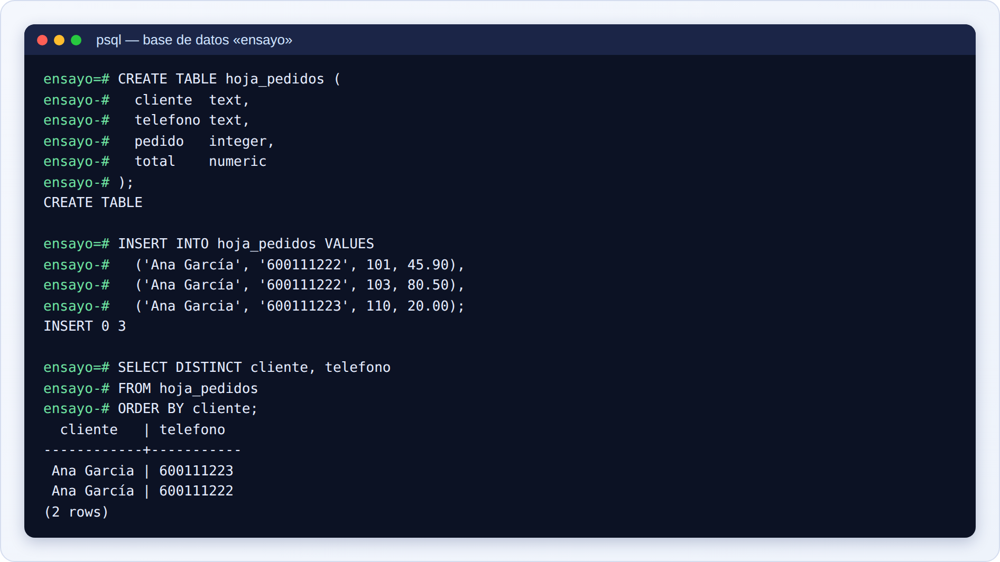 psql — base de datos «ensayo»
ensayo=# CREATE TABLE hoja_pedidos (
ensayo-#   cliente  text,
ensayo-#   telefono text,
ensayo-#   pedido   integer,
ensayo-#   total    numeric
ensayo-# );
CREATE TABLE
ensayo=# INSERT INTO hoja_pedidos VALUES
ensayo-#   ('Ana García', '600111222', 101, 45.90),
ensayo-#   ('Ana García', '600111222', 103, 80.50),
ensayo-#   ('Ana Garcia', '600111223', 110, 20.00);
INSERT 0 3
ensayo=# SELECT DISTINCT cliente, telefono
ensayo-# FROM hoja_pedidos
ensayo-# ORDER BY cliente;
  cliente   | telefono
------------+-----------
 Ana Garcia | 600111223
 Ana García | 600111222
(2 rows)